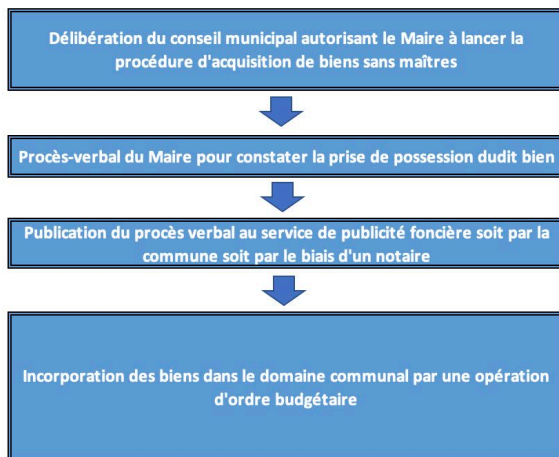 Délibération du conseil municipal autorisant le Maire à lancer la
procédure d'acquisition de biens sans maîtres
Procès-verbal du Maire pour constater la prise de possession dudit bien
Publication du procès verbal au service de publicité foncière soit par la
commune soit par le biais d'un notaire
Incorporation des biens dans le domaine communal par une opération
d'ordre budgétaire